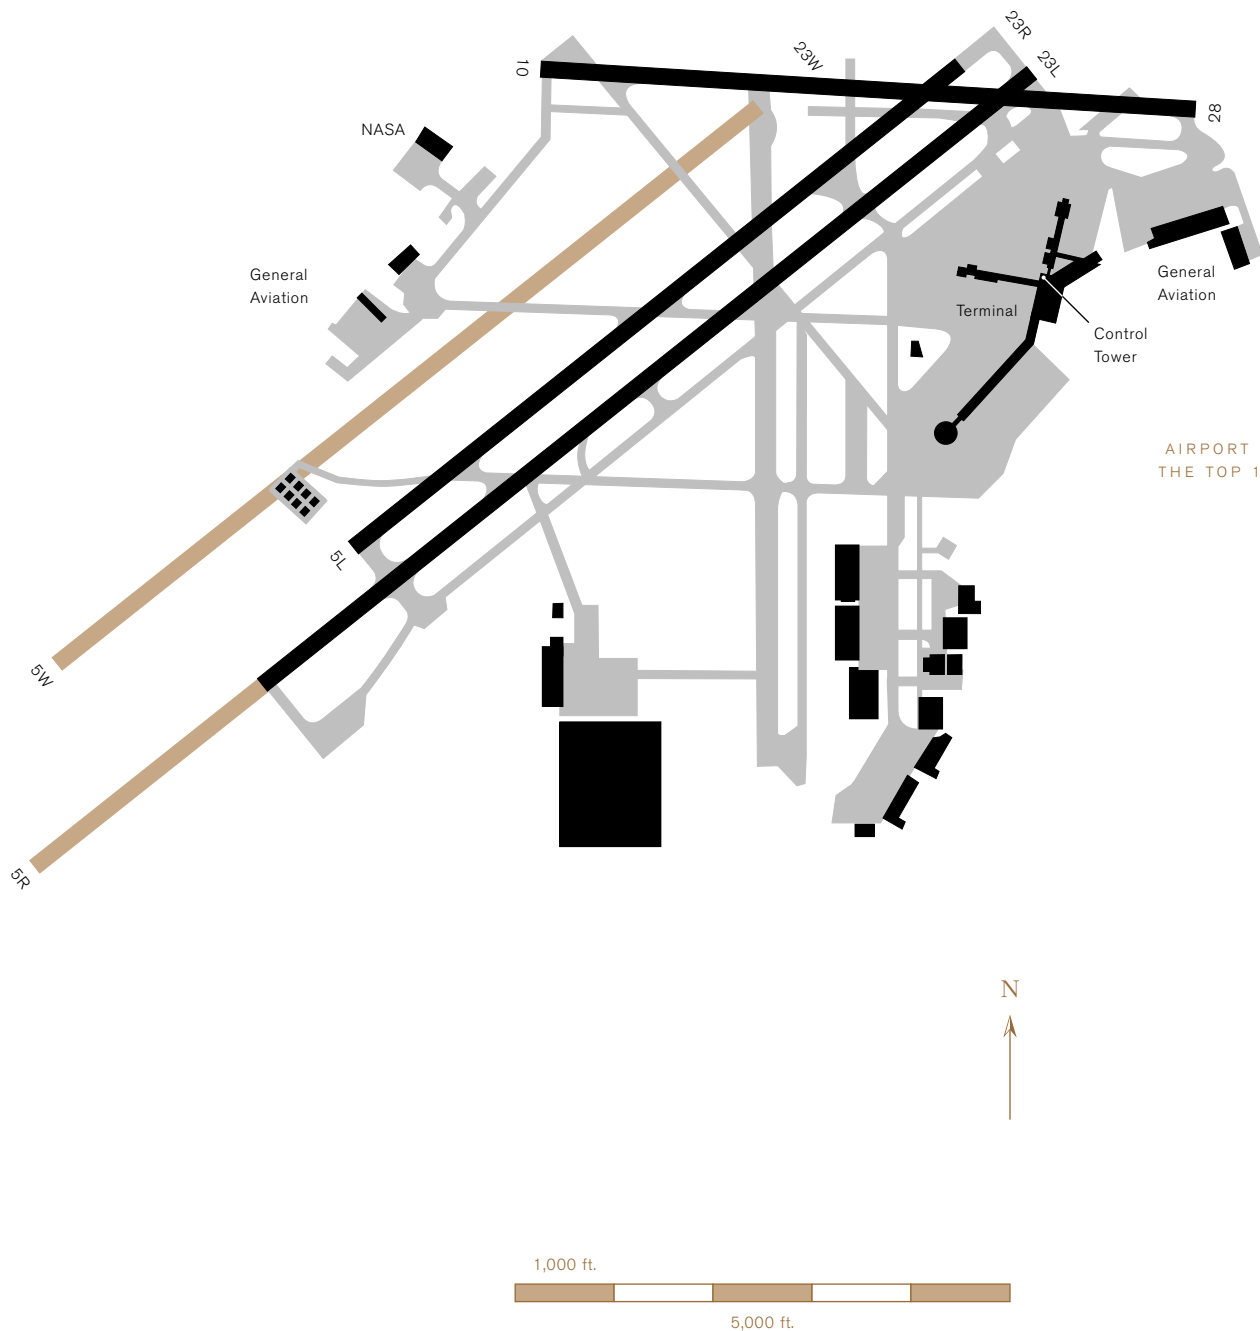 23R
23W
23L
10
28
NASA
General
Aviation
General
Aviation
Terminal
Control
Tower
AIRPORT
THE TOP 1
5L
5W
5R
N
1,000 ft.
5,000 ft.